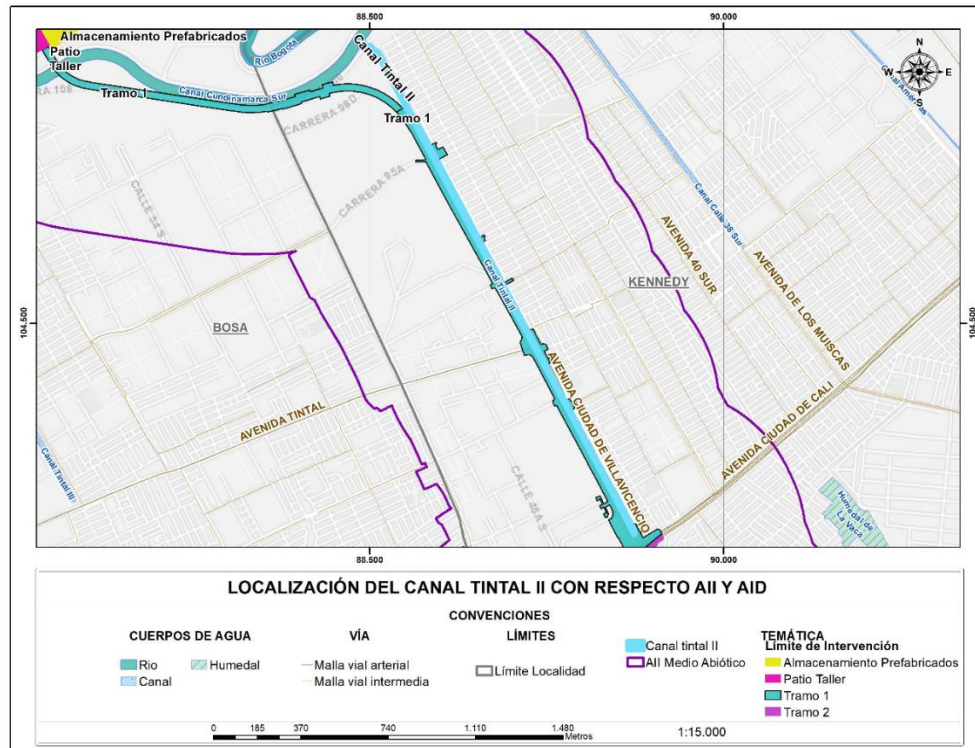 88.500
90.000
Almacenamiento Prefabricados
Patio
Taller
Rio Bogotá
Canal Tintal II
Canal Américas
N
W
E
S
Canal Cundinamarca Sur
Tramo 1
CARRERA 98D
Tramo 1
CARRERA 95A
CALLE 54 S
Canal Calle 38 Sur
AVENIDA 40 SUR
AVENIDA DE LOS MUISCAS
KENNEDY
Canal Tintal II
104.500
104.500
BOSA
AVENIDA TINTAL
AVENIDA CIUDAD DE VILLAVICENCIO
AVENIDA CIUDAD DE CALI
Canal Tintal III
CALLE 46A S
Humedal de
La Vaca
88.500
90.000
LOCALIZACIÓN DEL CANAL TINTAL II CON RESPECTO AII Y AID
CONVENCIONES
CUERPOS DE AGUA
VÍA
LÍMITES
TEMÁTICA
Rio
Humedal
Canal
Malla vial arterial
Malla vial intermedia
Límite Localidad
Canal tintal II
AII Medio Abiótico
Límite de Intervención
Almacenamiento Prefabricados
Patio Taller
Tramo 1
Tramo 2
0 185 370 740 1.110 1.480
Metros
1:15.000